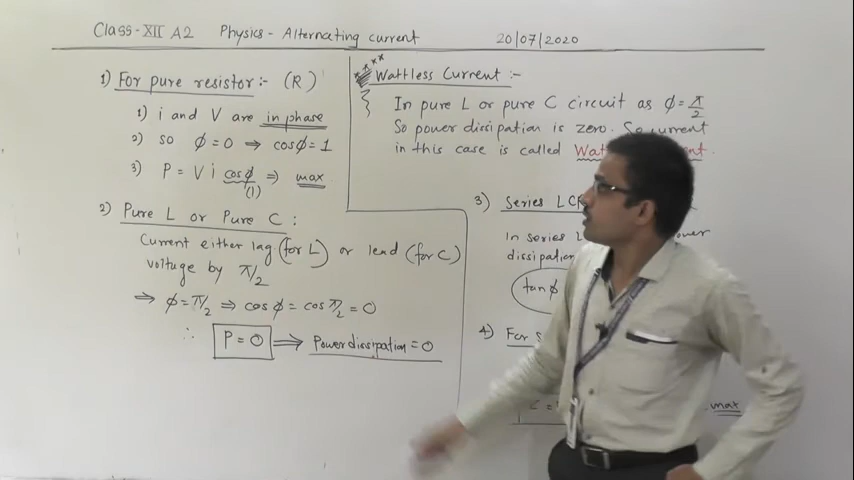 Class-XII A2 Physics - Alternating current 20/07/2020
1) For pure resistor:- (R)
1) i and V are in phase
2) so ϕ=0 ⇒ cosϕ=1
3) P = V i cosϕ ⇒ max
(1)
2) Pure L or Pure C :
Current either lag (for L) or lead (for C)
voltage by π/2
⇒ ϕ=π/2 ⇒ cosϕ = cos π/2 = 0
∴ P = 0 ⇒ Power dissipation = 0
Wattless Current :-
In pure L or pure C circuit as ϕ = π/2
So power dissipation is zero. So current
in this case is called
3) Series
In series
dissipation
tanϕ
4) For
max